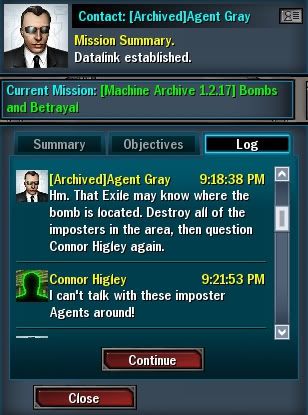 Contact: [Archived]Agent Gray
Mission Summary.
Datalink established.
Current Mission: [Machine Archive 1.2.17] Bombs
and Betrayal
Summary Objectives Log
[Archived]Agent Gray 9:18:38 PM
Hm. That Exile may know where the
bomb is located. Destroy all of the
imposters in the area, then question
Connor Higley again.
Connor Higley 9:21:53 PM
I can't talk with these imposter
Agents around!
Continue
Close